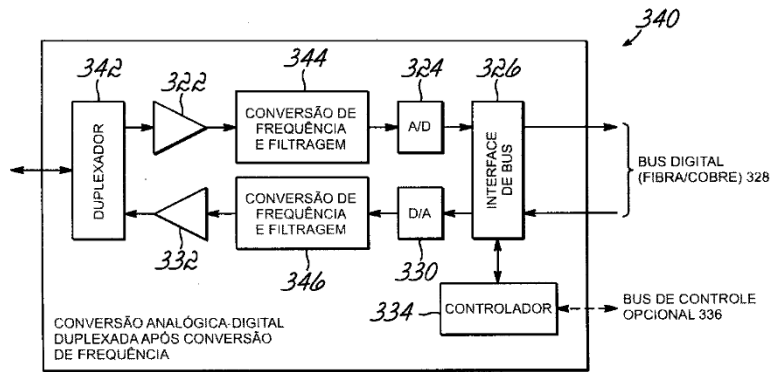 340
342
322
344
324
326
DUPLEXADOR
CONVERSÃO DE
FREQUÊNCIA
E FILTRAGEM
A/D
INTERFACE
DE BUS
BUS DIGITAL
(FIBRA/COBRE) 328
CONVERSÃO DE
FREQUÊNCIA
E FILTRAGEM
D/A
332
346
330
334
CONTROLADOR
BUS DE CONTROLE
OPCIONAL 336
CONVERSÃO ANALÓGICA-DIGITAL
DUPLEXADA APÓS CONVERSÃO
DE FREQUÊNCIA